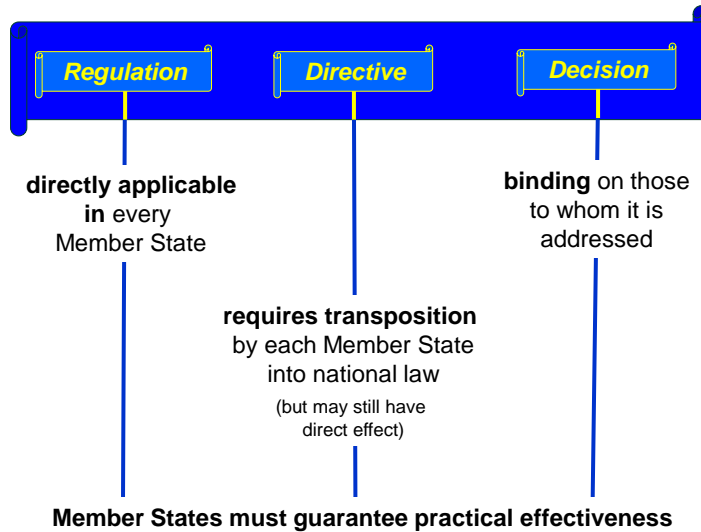 Regulation
Directive
Decision
directly applicable
in every
Member State
binding on those
to whom it is
addressed
requires transposition
by each Member State
into national law
(but may still have
direct effect)
Member States must guarantee practical effectiveness